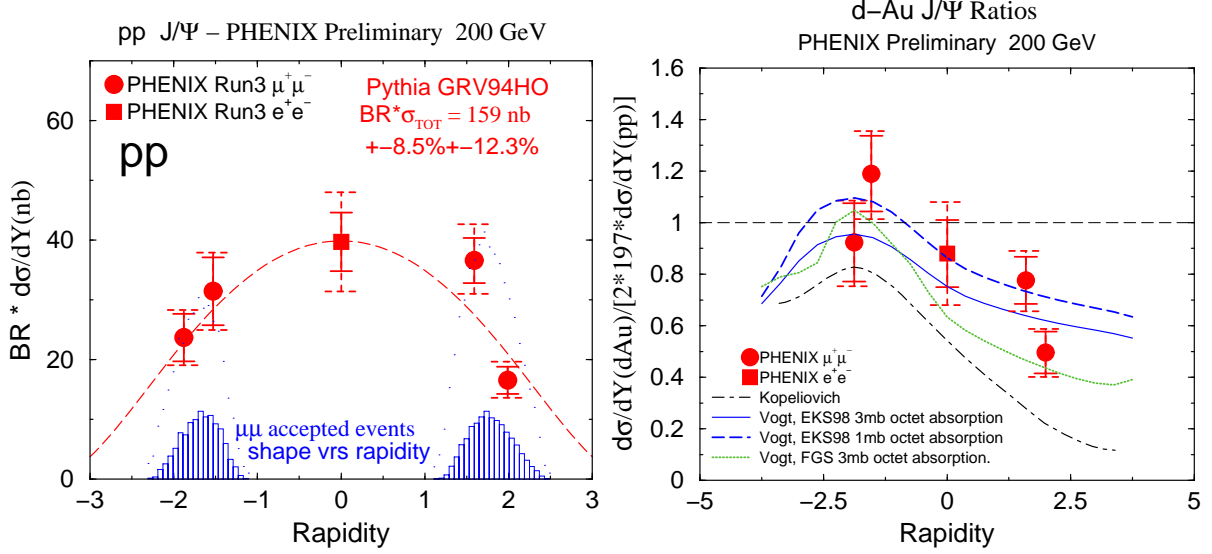 pp J/Ψ – PHENIX Preliminary 200 GeV
PHENIX Run3 μ⁺μ⁻
PHENIX Run3 e⁺e⁻
Pythia GRV94HO
BR*σTOT = 159 nb
+-8.5%+-12.3%
pp
μμ accepted events
shape vrs rapidity
BR * dσ/dY(nb)
60
40
20
0
−3 −2 −1 0 1 2 3
Rapidity
d–Au J/Ψ Ratios
PHENIX Preliminary 200 GeV
dσ/dY(dAu)/[2*197*dσ/dY(pp)]
1.6
1.4
1.2
1
0.8
0.6
0.4
0.2
0
PHENIX μ⁺μ⁻
PHENIX e⁺e⁻
Kopeliovich
Vogt, EKS98 3mb octet absorption
Vogt, EKS98 1mb octet absorption
Vogt, FGS 3mb octet absorption.
−5 −2.5 0 2.5 5
Rapidity